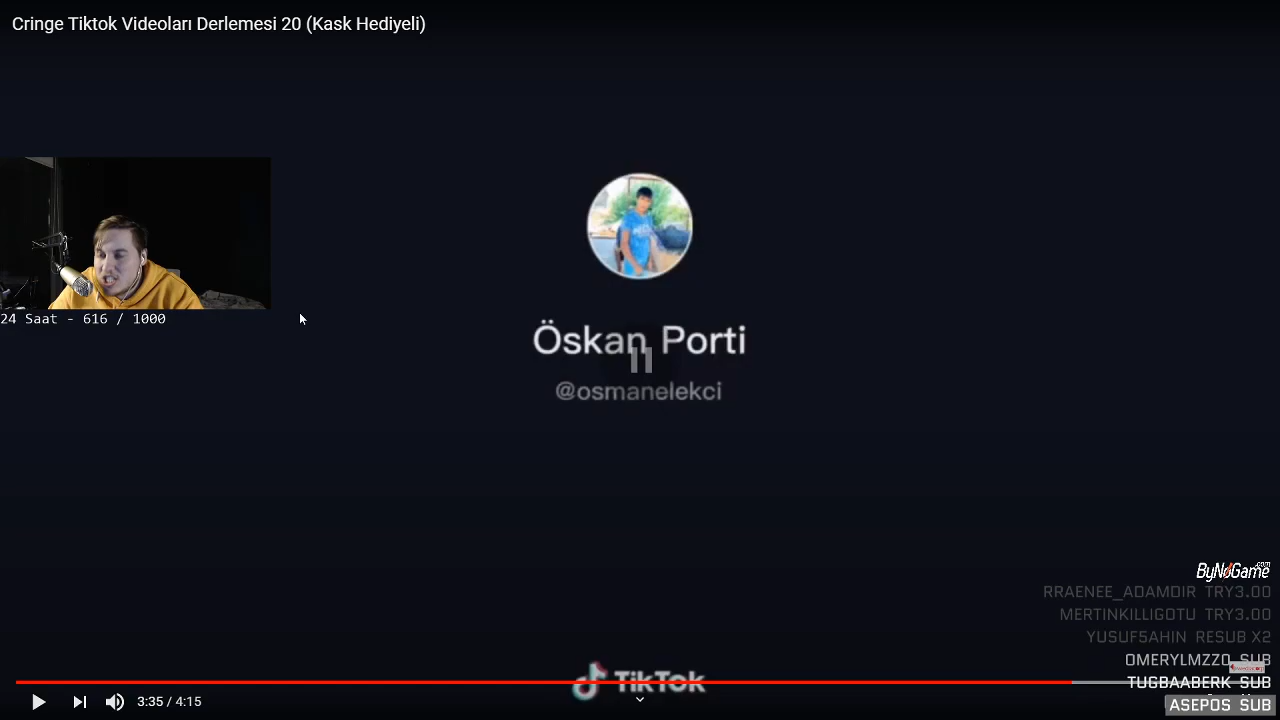 Cringe Tiktok Videoları Derlemesi 20 (Kask Hediyeli)
24 Saat - 616 / 1000
Öskan Porti
@osmanelekci
ByNoGame.com
RRAENEE_ADAMDIR TRY3.00
MERTINKILLIGOTU TRY3.00
YUSUF5AHIN RESUB X2
OMERYLMZZO SUB
TUGBAABERK SUB
ASEPOS SUB
TikTok
3:35 / 4:15